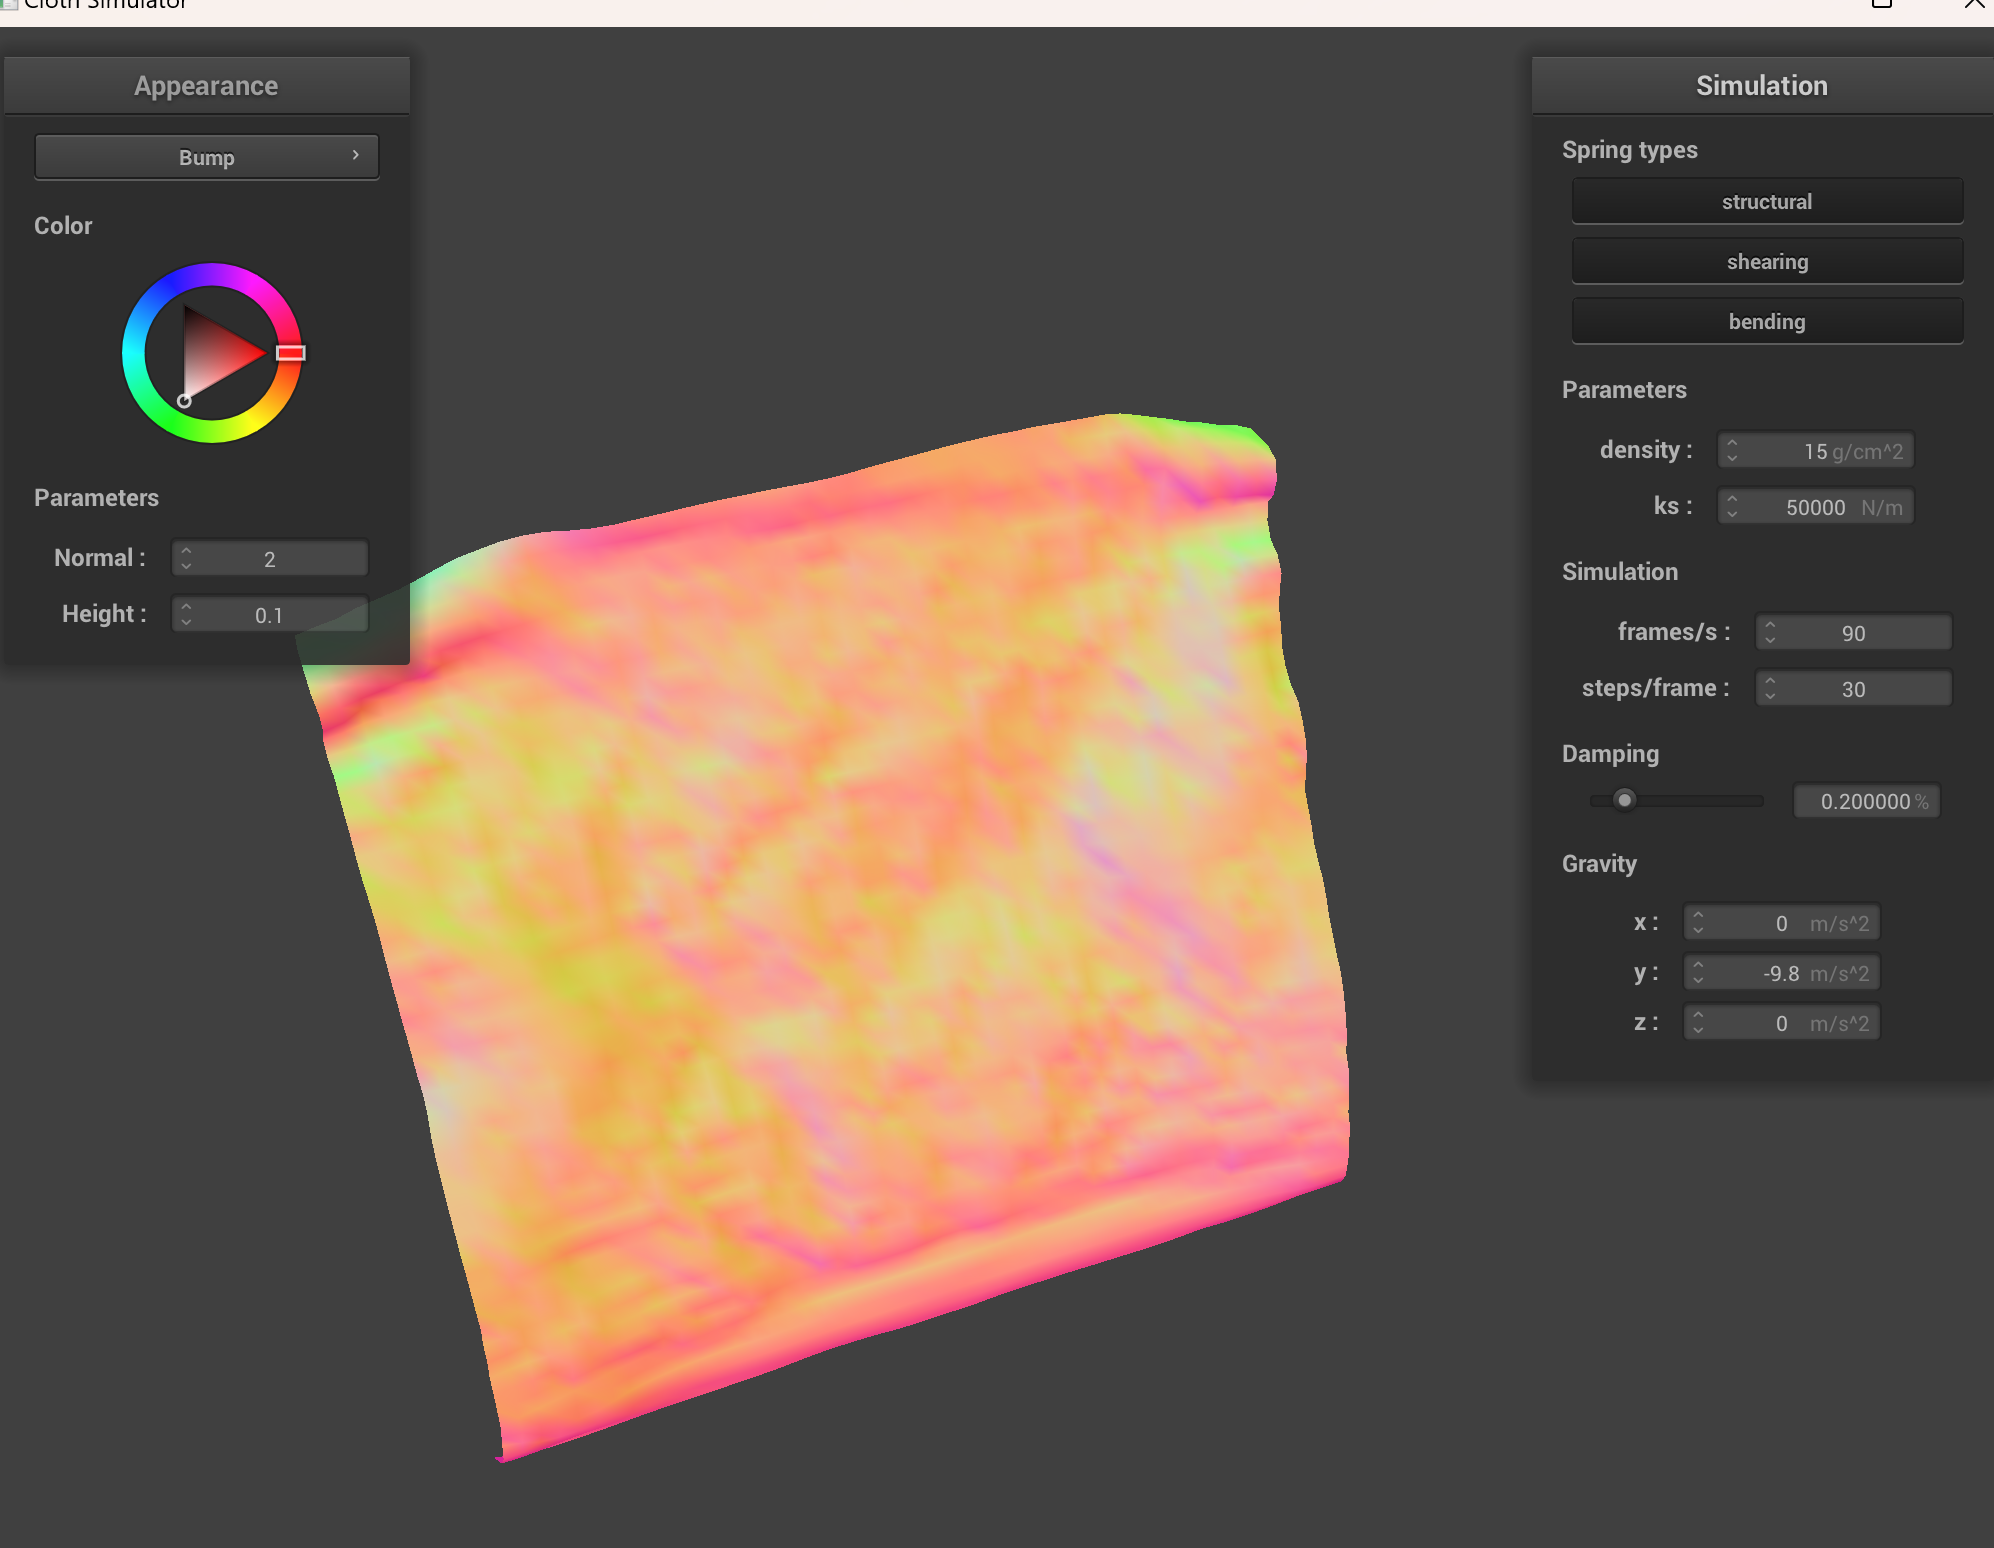 Cloth Simulator
Appearance
Bump
Color
Parameters
Normal : 2
Height : 0.1
Simulation
Spring types
structural
shearing
bending
Parameters
density : 15 g/cm^2
ks : 50000 N/m
Simulation
frames/s : 90
steps/frame : 30
Damping
0.200000 %
Gravity
x : 0 m/s^2
y : -9.8 m/s^2
z : 0 m/s^2